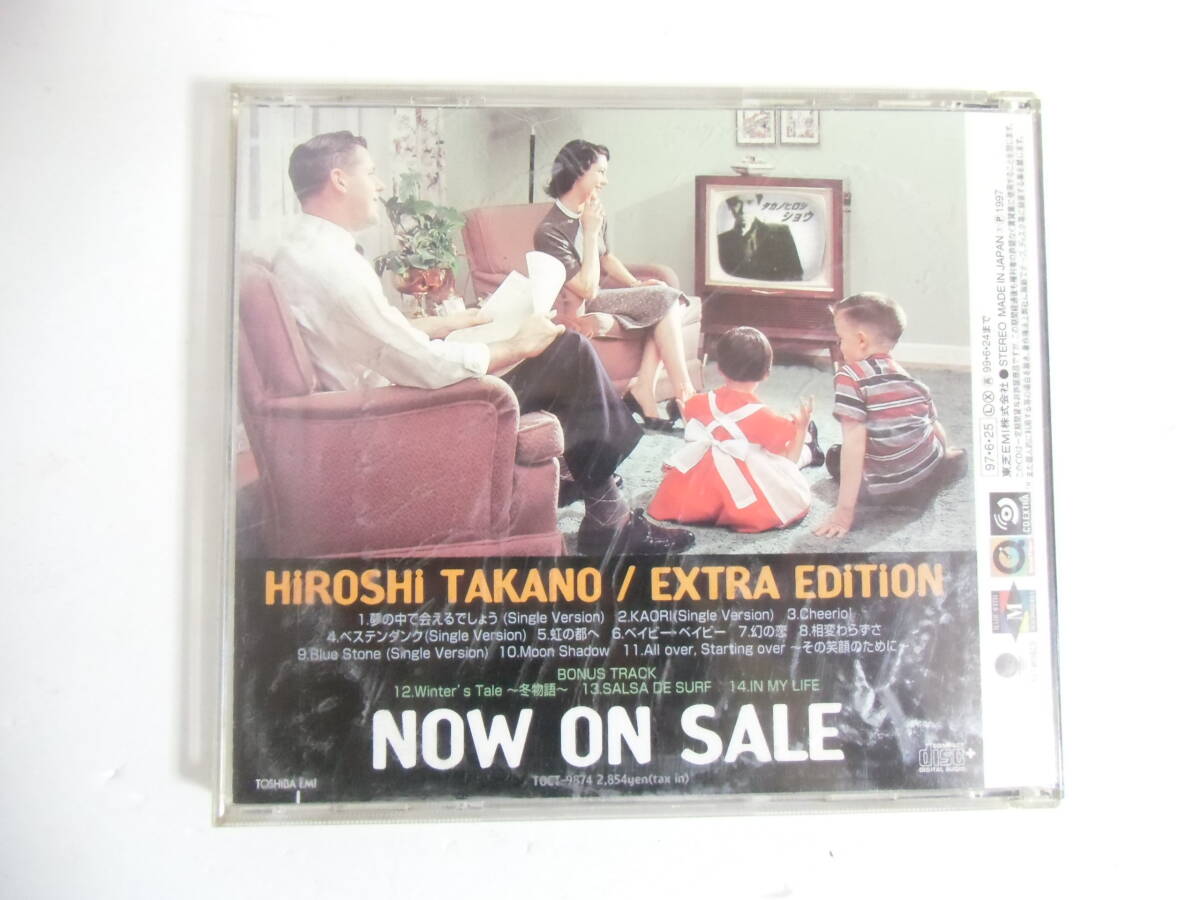 タカノヒロシ
ショウ
HiROSHi TAKANO / EXTRA EDiTiON
1.夢の中で会えるでしょう (Single Version) 2.KAORI(Single Version) 3.Cheerio!
4.ベステンダンク(Single Version) 5.虹の都へ 6.ベイビー・ベイビー 7.幻の恋 8.相変わらずさ
9.Blue Stone (Single Version) 10.Moon Shadow 11.All over, Starting over 〜その笑顔のために〜
BONUS TRACK
12.Winter's Tale 〜冬物語〜 13.SALSA DE SURF 14.IN MY LIFE
NOW ON SALE
TOCT-9874 2,854yen(tax in)
TOSHIBA EMI
COMPACT
disc
DIGITAL AUDIO
97・6・25 Ⓛ Ⓧ 99・6・24まで
東芝EMI株式会社 ● STEREO MADE IN JAPAN Ⓟ 1997
CD EXTRA
M